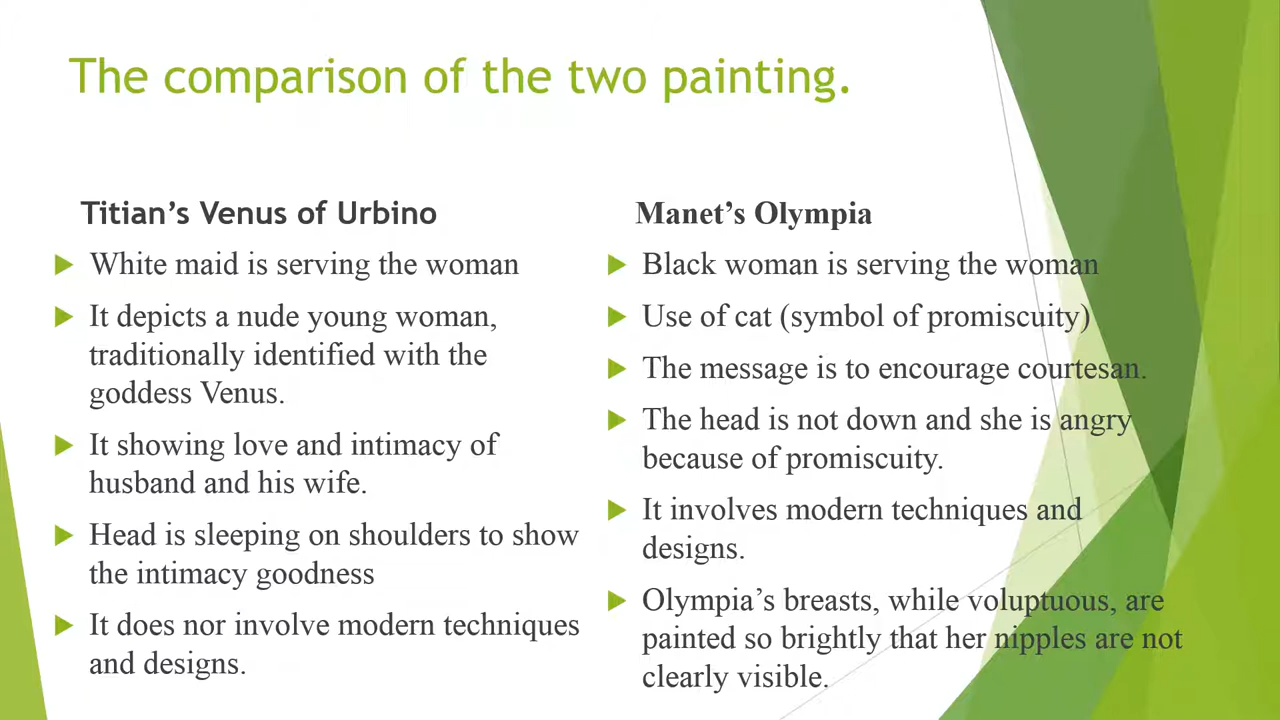 The comparison of the two painting.
Titian’s Venus of Urbino
White maid is serving the woman
It depicts a nude young woman,
traditionally identified with the
goddess Venus.
It showing love and intimacy of
husband and his wife.
Head is sleeping on shoulders to show
the intimacy goodness
It does nor involve modern techniques
and designs.
Manet’s Olympia
Black woman is serving the woman
Use of cat (symbol of promiscuity)
The message is to encourage courtesan.
The head is not down and she is angry
because of promiscuity.
It involves modern techniques and
designs.
Olympia’s breasts, while voluptuous, are
painted so brightly that her nipples are not
clearly visible.